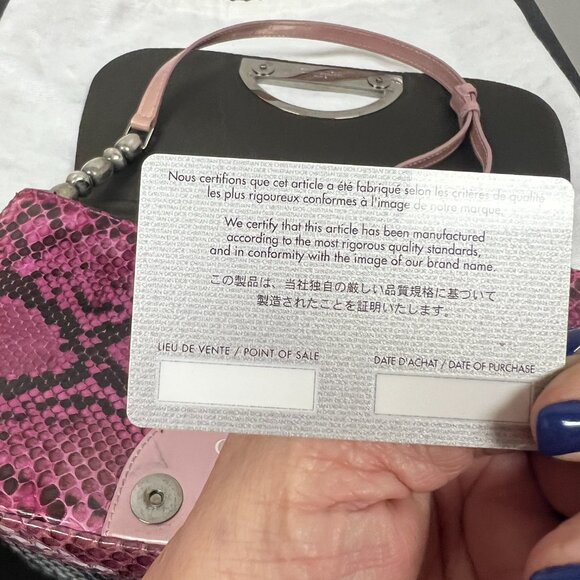 Nous certifions que cet article a été fabriqué selon les critères de qualité
les plus rigoureux conformes à l'image de notre marque.
We certify that this article has been manufactured
according to the most rigorous quality standards,
and in conformity with the image of our brand name.
この製品は、当社独自の厳しい品質規格に基づいて
製造されたことを証明いたします。
LIEU DE VENTE / POINT OF SALE
DATE D'ACHAT / DATE OF PURCHASE